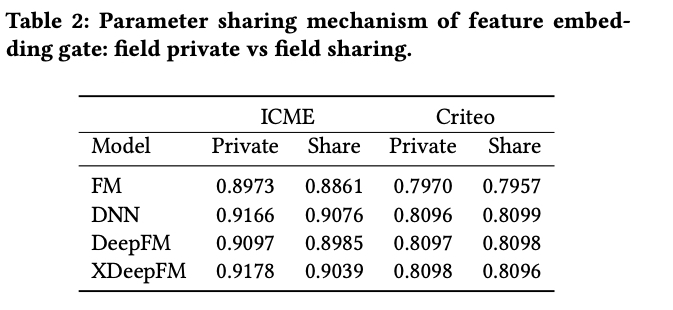 Table 2: Parameter sharing mechanism of feature embed-
ding gate: field private vs field sharing.
ICME Criteo
Model Private Share Private Share
FM 0.8973 0.8861 0.7970 0.7957
DNN 0.9166 0.9076 0.8096 0.8099
DeepFM 0.9097 0.8985 0.8097 0.8098
XDeepFM 0.9178 0.9039 0.8098 0.8096